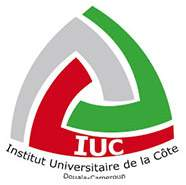 IUC
Institut Universitaire de la Côte
Douala-Cameroun